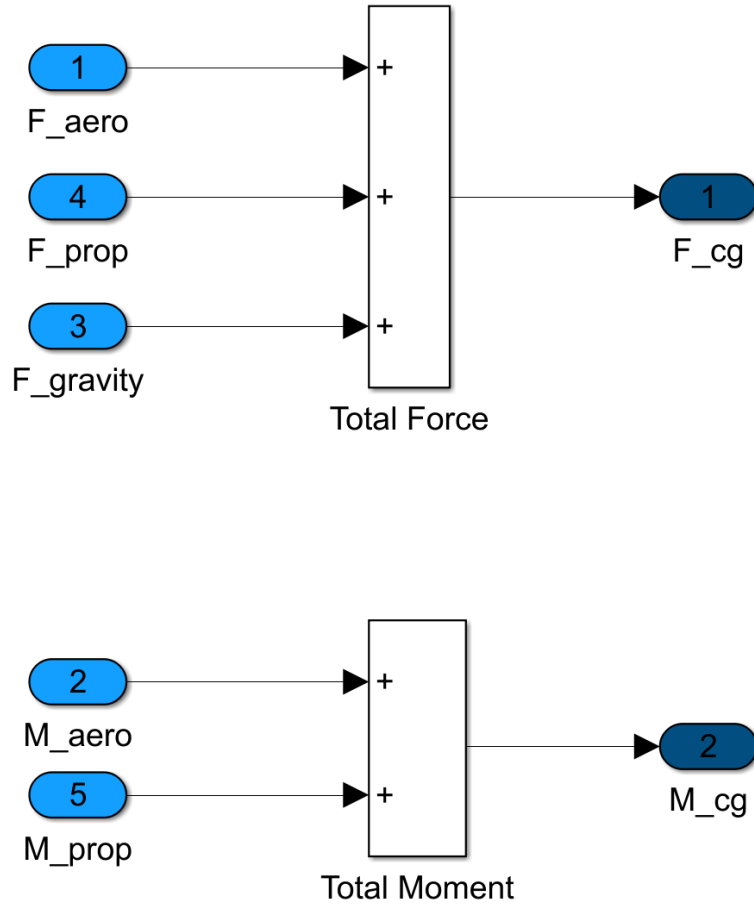 1
F_aero
4
F_prop
3
F_gravity
+
+
+
Total Force
1
F_cg
2
M_aero
5
M_prop
+
+
Total Moment
2
M_cg